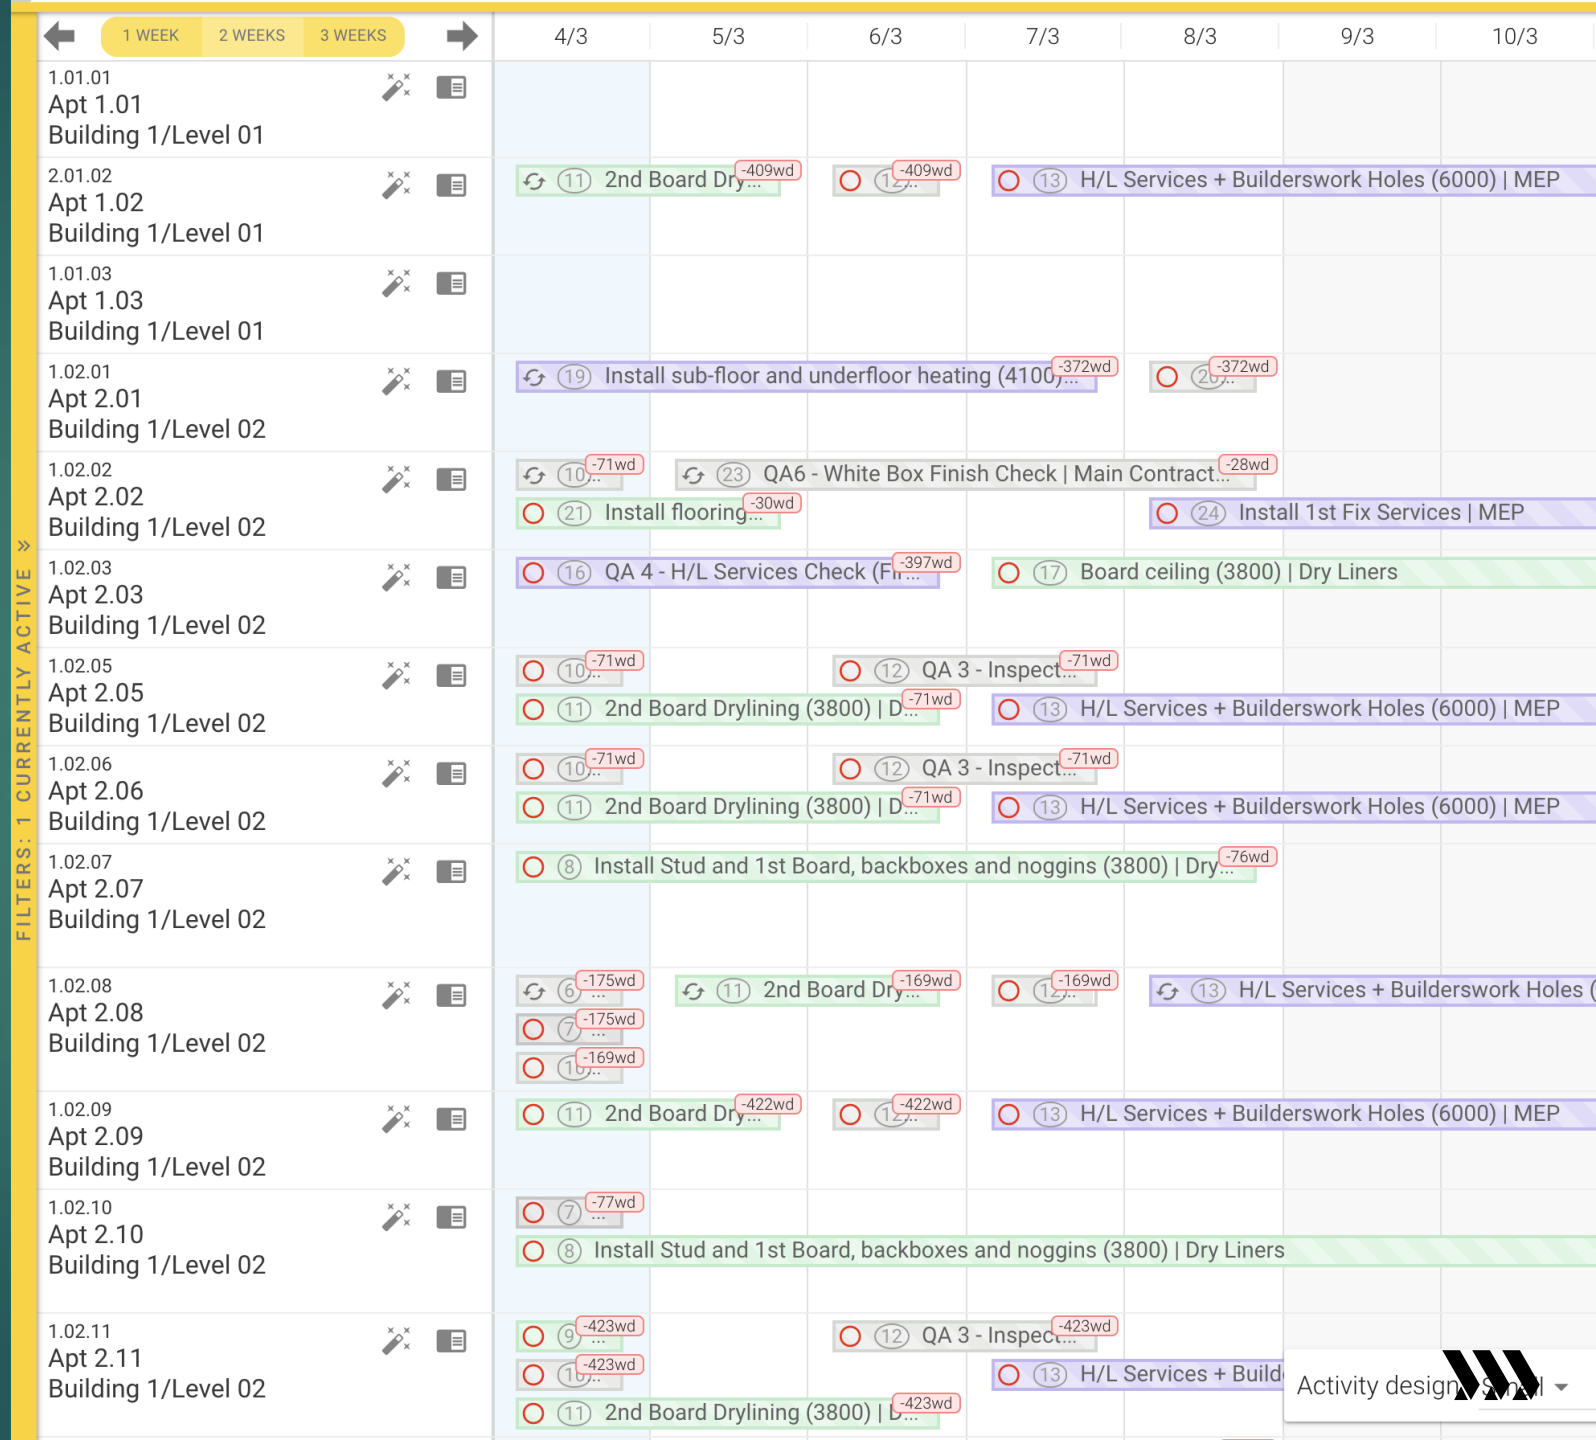 1 WEEK 2 WEEKS 3 WEEKS 4/3 5/3 6/3 7/3 8/3 9/3 10/3
FILTERS: 1 CURRENTLY ACTIVE »
1.01.01
Apt 1.01
Building 1/Level 01
2.01.02
Apt 1.02
Building 1/Level 01
11 2nd Board Dry... -409wd 12... -409wd 13 H/L Services + Builderswork Holes (6000) | MEP
1.01.03
Apt 1.03
Building 1/Level 01
1.02.01
Apt 2.01
Building 1/Level 02
19 Install sub-floor and underfloor heating (4100)... -372wd 20... -372wd
1.02.02
Apt 2.02
Building 1/Level 02
10... -71wd 23 QA6 - White Box Finish Check | Main Contract... -28wd
21 Install flooring... -30wd 24 Install 1st Fix Services | MEP
1.02.03
Apt 2.03
Building 1/Level 02
16 QA 4 - H/L Services Check (Fir... -397wd 17 Board ceiling (3800) | Dry Liners
1.02.05
Apt 2.05
Building 1/Level 02
10... -71wd 12 QA 3 - Inspect... -71wd
11 2nd Board Drylining (3800) | D... -71wd 13 H/L Services + Builderswork Holes (6000) | MEP
1.02.06
Apt 2.06
Building 1/Level 02
10... -71wd 12 QA 3 - Inspect... -71wd
11 2nd Board Drylining (3800) | D... -71wd 13 H/L Services + Builderswork Holes (6000) | MEP
1.02.07
Apt 2.07
Building 1/Level 02
8 Install Stud and 1st Board, backboxes and noggins (3800) | Dry... -76wd
1.02.08
Apt 2.08
Building 1/Level 02
6 ... -175wd 11 2nd Board Dry... -169wd 12... -169wd 13 H/L Services + Builderswork Holes (
7 ... -175wd
10... -169wd
1.02.09
Apt 2.09
Building 1/Level 02
11 2nd Board Dry... -422wd 12... -422wd 13 H/L Services + Builderswork Holes (6000) | MEP
1.02.10
Apt 2.10
Building 1/Level 02
7 ... -77wd
8 Install Stud and 1st Board, backboxes and noggins (3800) | Dry Liners
1.02.11
Apt 2.11
Building 1/Level 02
9 ... -423wd 12 QA 3 - Inspect... -423wd
10... -423wd 13 H/L Services + Builde
11 2nd Board Drylining (3800) | D... -423wd
Activity design